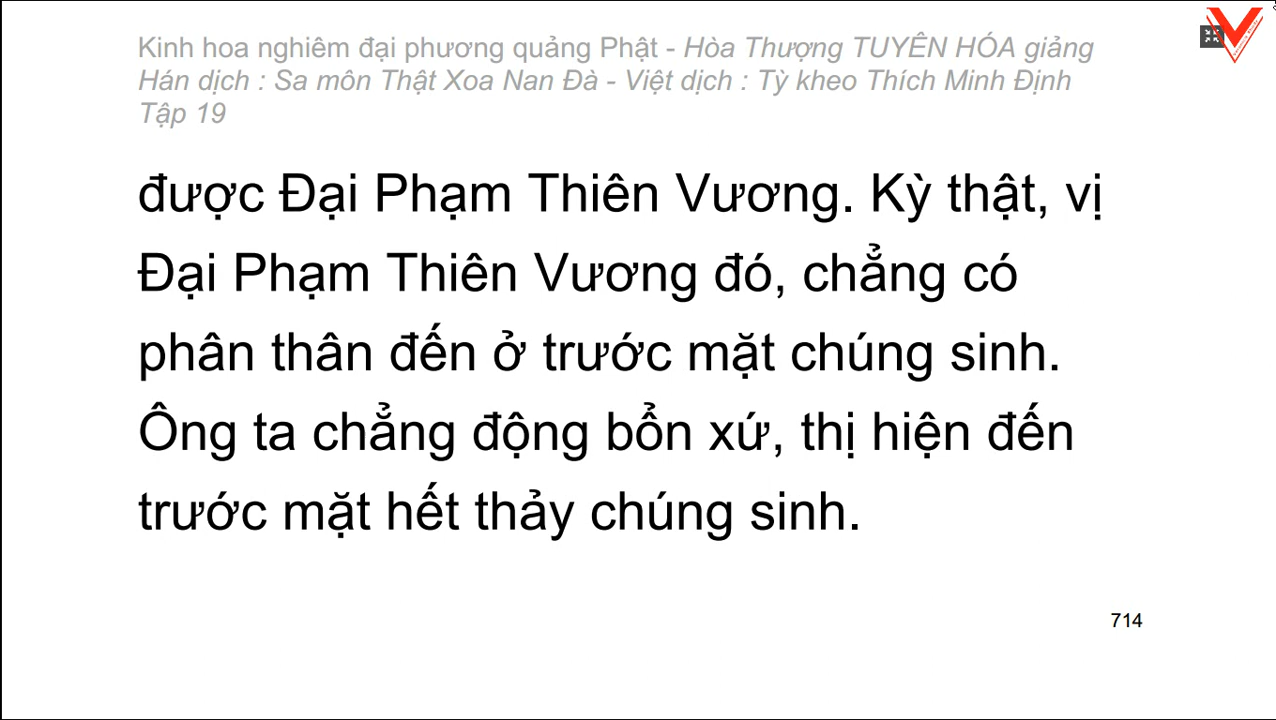 Kinh hoa nghiêm đại phương quảng Phật - Hòa Thượng TUYÊN HÓA giảng
Hán dịch : Sa môn Thật Xoa Nan Đà - Việt dịch : Tỳ kheo Thích Minh Định
Tập 19
được Đại Phạm Thiên Vương. Kỳ thật, vị
Đại Phạm Thiên Vương đó, chẳng có
phân thân đến ở trước mặt chúng sinh.
Ông ta chẳng động bổn xứ, thị hiện đến
trước mặt hết thảy chúng sinh.
714